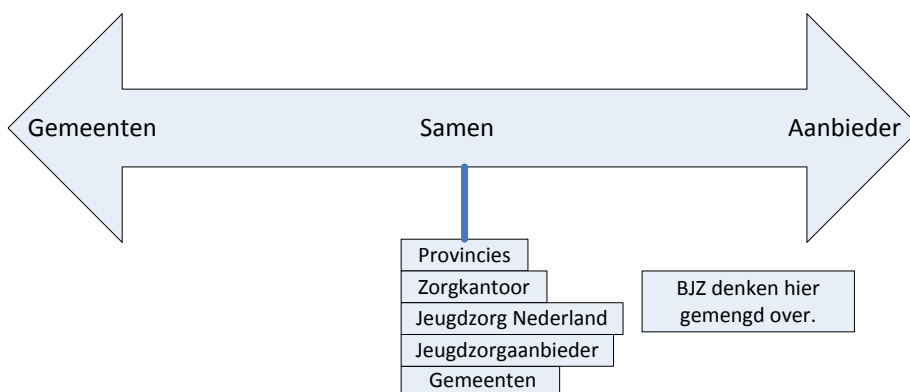 Gemeenten Samen Aanbieder
Provincies
Zorgkantoor
Jeugdzorg Nederland
Jeugdzorgaanbieder
Gemeenten
BJZ denken hier
gemengd over.